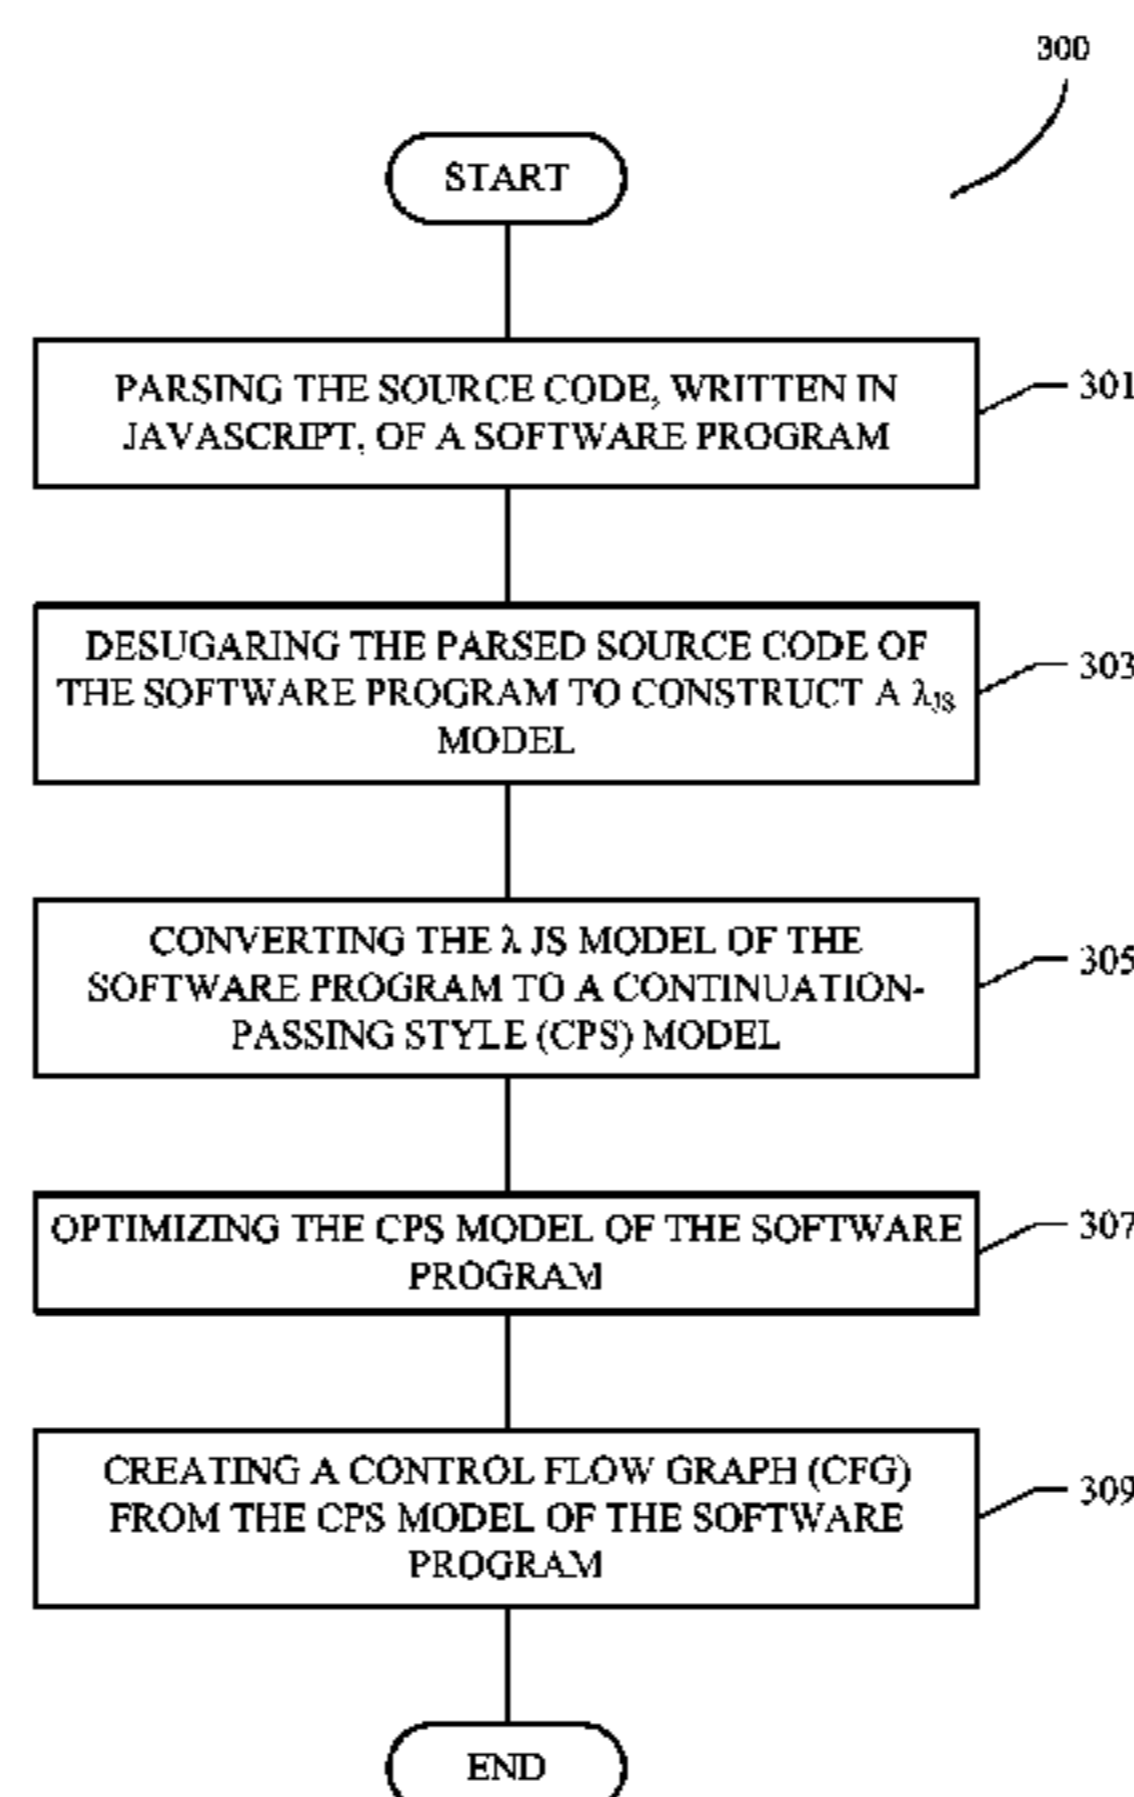 300
START
PARSING THE SOURCE CODE, WRITTEN IN
JAVASCRIPT, OF A SOFTWARE PROGRAM
301
DESUGARING THE PARSED SOURCE CODE OF
THE SOFTWARE PROGRAM TO CONSTRUCT A λJS
MODEL
303
CONVERTING THE λ JS MODEL OF THE
SOFTWARE PROGRAM TO A CONTINUATION-
PASSING STYLE (CPS) MODEL
305
OPTIMIZING THE CPS MODEL OF THE SOFTWARE
PROGRAM
307
CREATING A CONTROL FLOW GRAPH (CFG)
FROM THE CPS MODEL OF THE SOFTWARE
PROGRAM
309
END